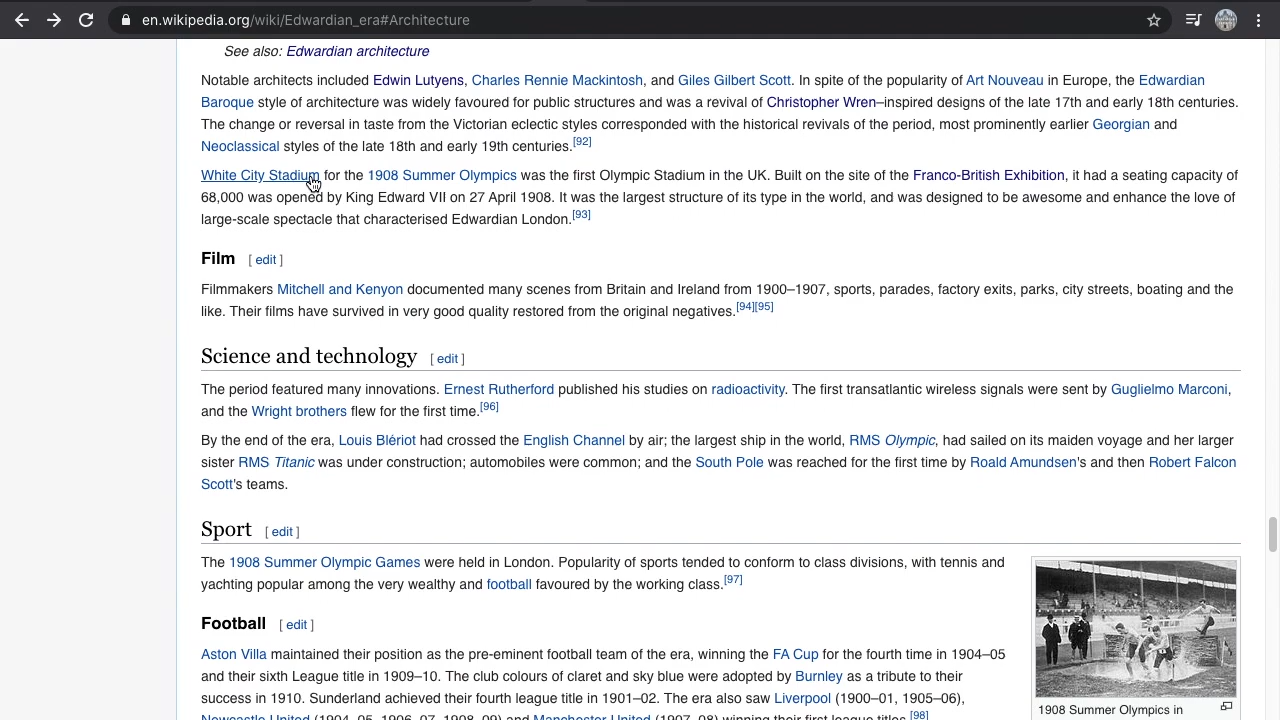 en.wikipedia.org/wiki/Edwardian_era#Architecture
See also: Edwardian architecture
Notable architects included Edwin Lutyens, Charles Rennie Mackintosh, and Giles Gilbert Scott. In spite of the popularity of Art Nouveau in Europe, the Edwardian
Baroque style of architecture was widely favoured for public structures and was a revival of Christopher Wren–inspired designs of the late 17th and early 18th centuries.
The change or reversal in taste from the Victorian eclectic styles corresponded with the historical revivals of the period, most prominently earlier Georgian and
Neoclassical styles of the late 18th and early 19th centuries.[92]
White City Stadium for the 1908 Summer Olympics was the first Olympic Stadium in the UK. Built on the site of the Franco-British Exhibition, it had a seating capacity of
68,000 was opened by King Edward VII on 27 April 1908. It was the largest structure of its type in the world, and was designed to be awesome and enhance the love of
large-scale spectacle that characterised Edwardian London.[93]
Film [ edit ]
Filmmakers Mitchell and Kenyon documented many scenes from Britain and Ireland from 1900–1907, sports, parades, factory exits, parks, city streets, boating and the
like. Their films have survived in very good quality restored from the original negatives.[94][95]
Science and technology [ edit ]
The period featured many innovations. Ernest Rutherford published his studies on radioactivity. The first transatlantic wireless signals were sent by Guglielmo Marconi,
and the Wright brothers flew for the first time.[96]
By the end of the era, Louis Blériot had crossed the English Channel by air; the largest ship in the world, RMS Olympic, had sailed on its maiden voyage and her larger
sister RMS Titanic was under construction; automobiles were common; and the South Pole was reached for the first time by Roald Amundsen's and then Robert Falcon
Scott's teams.
Sport [ edit ]
The 1908 Summer Olympic Games were held in London. Popularity of sports tended to conform to class divisions, with tennis and
yachting popular among the very wealthy and football favoured by the working class.[97]
Football [ edit ]
Aston Villa maintained their position as the pre-eminent football team of the era, winning the FA Cup for the fourth time in 1904–05
and their sixth League title in 1909–10. The club colours of claret and sky blue were adopted by Burnley as a tribute to their
success in 1910. Sunderland achieved their fourth league title in 1901–02. The era also saw Liverpool (1900–01, 1905–06),
Newcastle United (1904–05, 1906–07, 1908–09) and Manchester United (1907–08) winning their first league titles.[98]
1908 Summer Olympics in